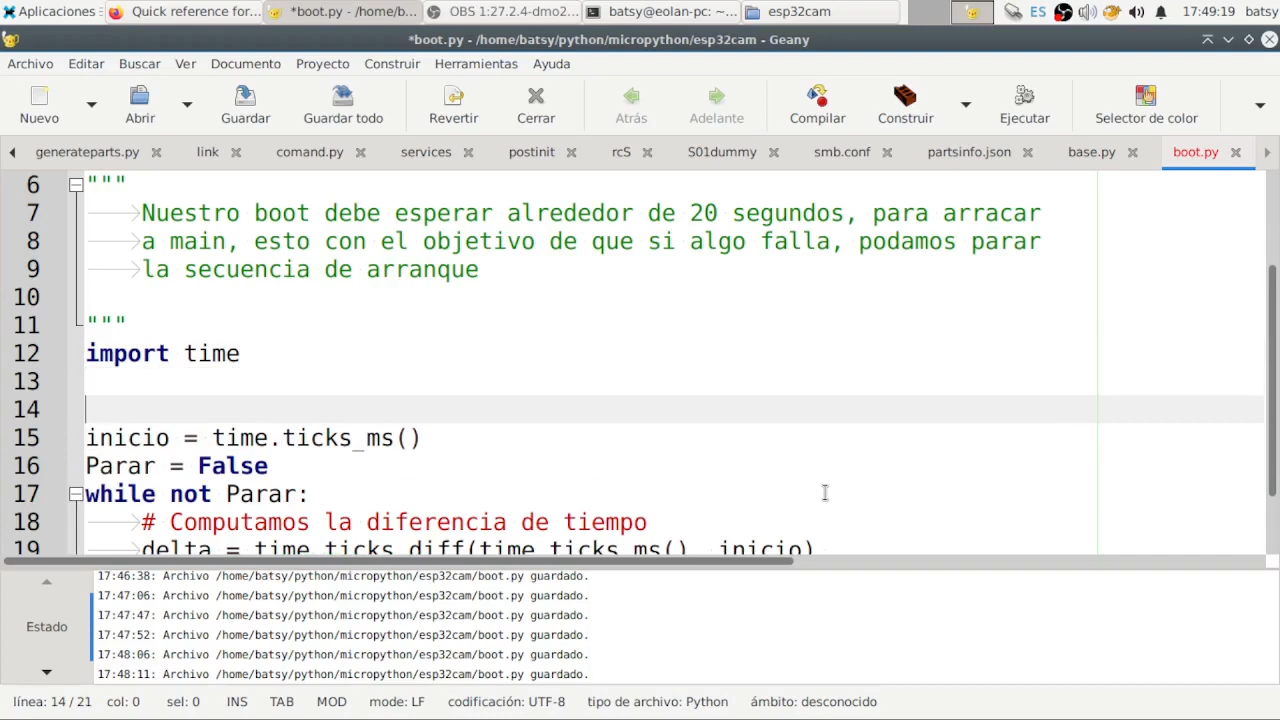 Aplicaciones
Quick reference for...
*boot.py - /home/b...
OBS 1:27.2.4-dmo2...
batsy@eolan-pc: ~...
esp32cam
ES
17:49:19
batsy
*boot.py - /home/batsy/python/micropython/esp32cam - Geany
Archivo Editar Buscar Ver Documento Proyecto Construir Herramientas Ayuda
Nuevo Abrir Guardar Guardar todo Revertir Cerrar Atrás Adelante Compilar Construir Ejecutar Selector de color
generateparts.py link comand.py services postinit rcS S01dummy smb.conf partsinfo.json base.py boot.py
6 """
7 Nuestro boot debe esperar alrededor de 20 segundos, para arracar
8 a main, esto con el objetivo de que si algo falla, podamos parar
9 la secuencia de arranque
10
11 """
12 import time
13
14
15 inicio = time.ticks_ms()
16 Parar = False
17 while not Parar:
18 # Computamos la diferencia de tiempo
19 delta = time.ticks_diff(time.ticks_ms(), inicio)
17:46:38: Archivo /home/batsy/python/micropython/esp32cam/boot.py guardado.
17:47:06: Archivo /home/batsy/python/micropython/esp32cam/boot.py guardado.
17:47:47: Archivo /home/batsy/python/micropython/esp32cam/boot.py guardado.
Estado
17:47:52: Archivo /home/batsy/python/micropython/esp32cam/boot.py guardado.
17:48:06: Archivo /home/batsy/python/micropython/esp32cam/boot.py guardado.
17:48:11: Archivo /home/batsy/python/micropython/esp32cam/boot.py guardado.
línea: 14 / 21 col: 0 sel: 0 INS TAB MOD mode: LF codificación: UTF-8 tipo de archivo: Python ámbito: desconocido